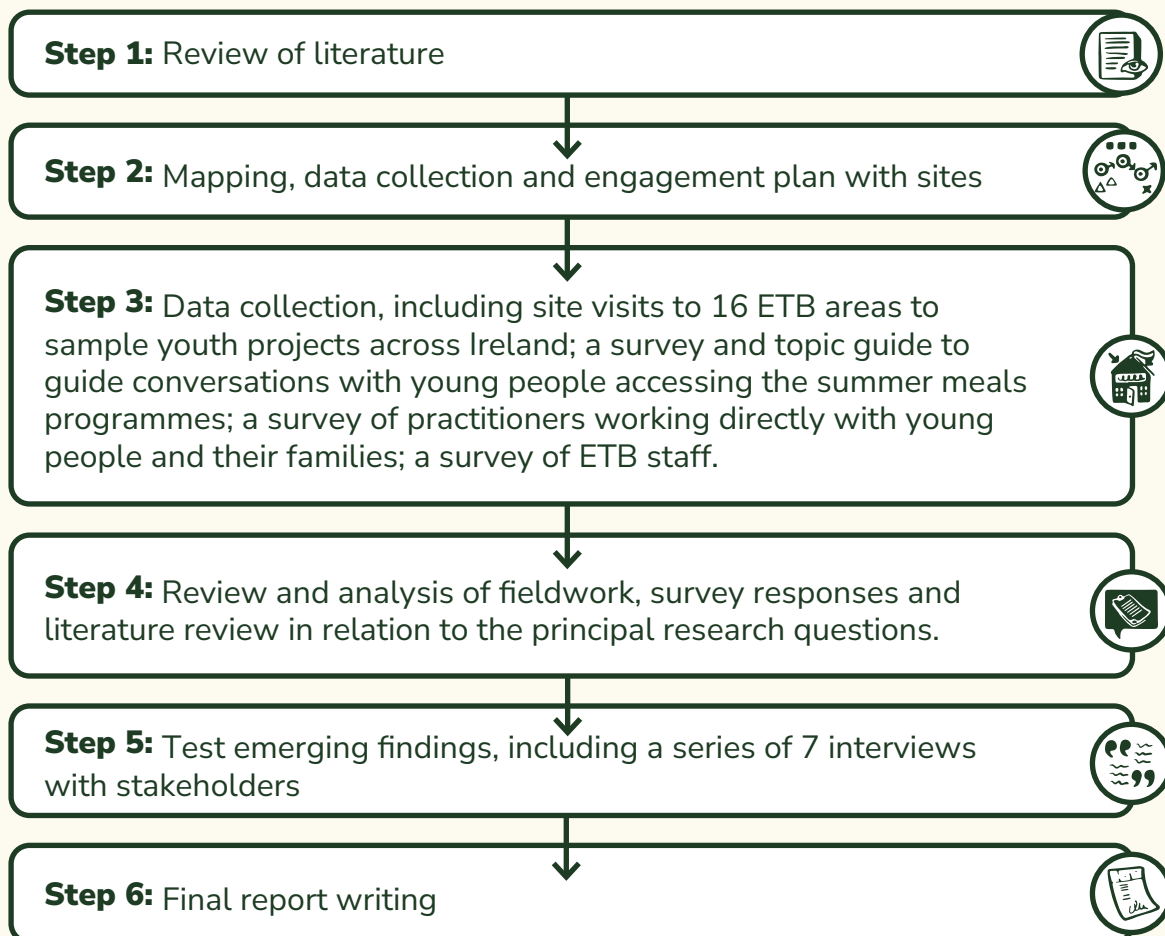 Step 1: Review of literature
Step 2: Mapping, data collection and engagement plan with sites
Step 3: Data collection, including site visits to 16 ETB areas to
sample youth projects across Ireland; a survey and topic guide to
guide conversations with young people accessing the summer meals
programmes; a survey of practitioners working directly with young
people and their families; a survey of ETB staff.
Step 4: Review and analysis of fieldwork, survey responses and
literature review in relation to the principal research questions.
Step 5: Test emerging findings, including a series of 7 interviews
with stakeholders
Step 6: Final report writing